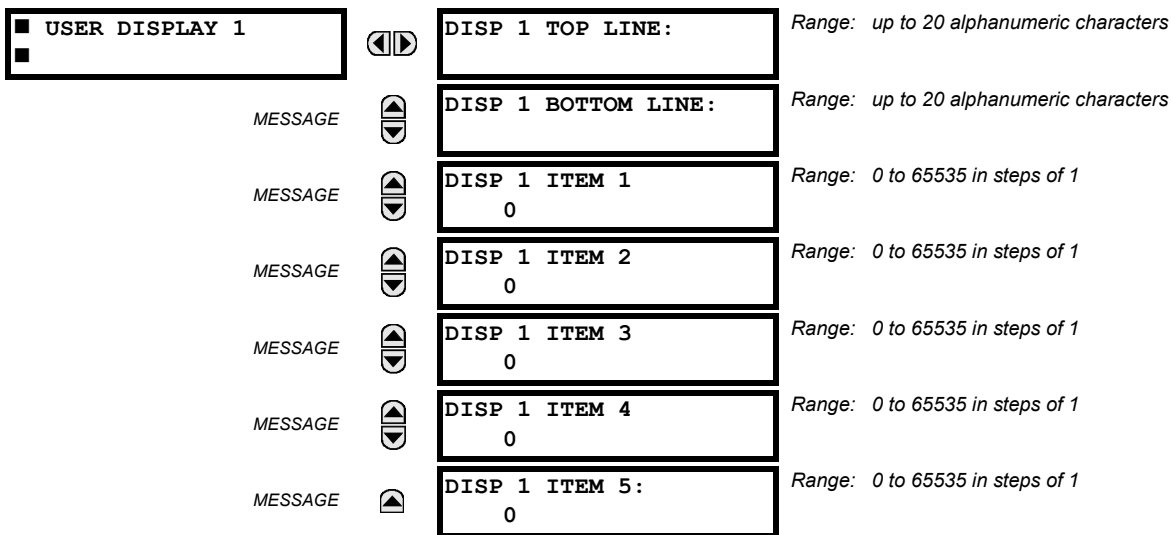 ■ USER DISPLAY 1
■
DISP 1 TOP LINE:
Range: up to 20 alphanumeric characters
MESSAGE
DISP 1 BOTTOM LINE:
Range: up to 20 alphanumeric characters
MESSAGE
DISP 1 ITEM 1
0
Range: 0 to 65535 in steps of 1
MESSAGE
DISP 1 ITEM 2
0
Range: 0 to 65535 in steps of 1
MESSAGE
DISP 1 ITEM 3
0
Range: 0 to 65535 in steps of 1
MESSAGE
DISP 1 ITEM 4
0
Range: 0 to 65535 in steps of 1
MESSAGE
DISP 1 ITEM 5:
0
Range: 0 to 65535 in steps of 1